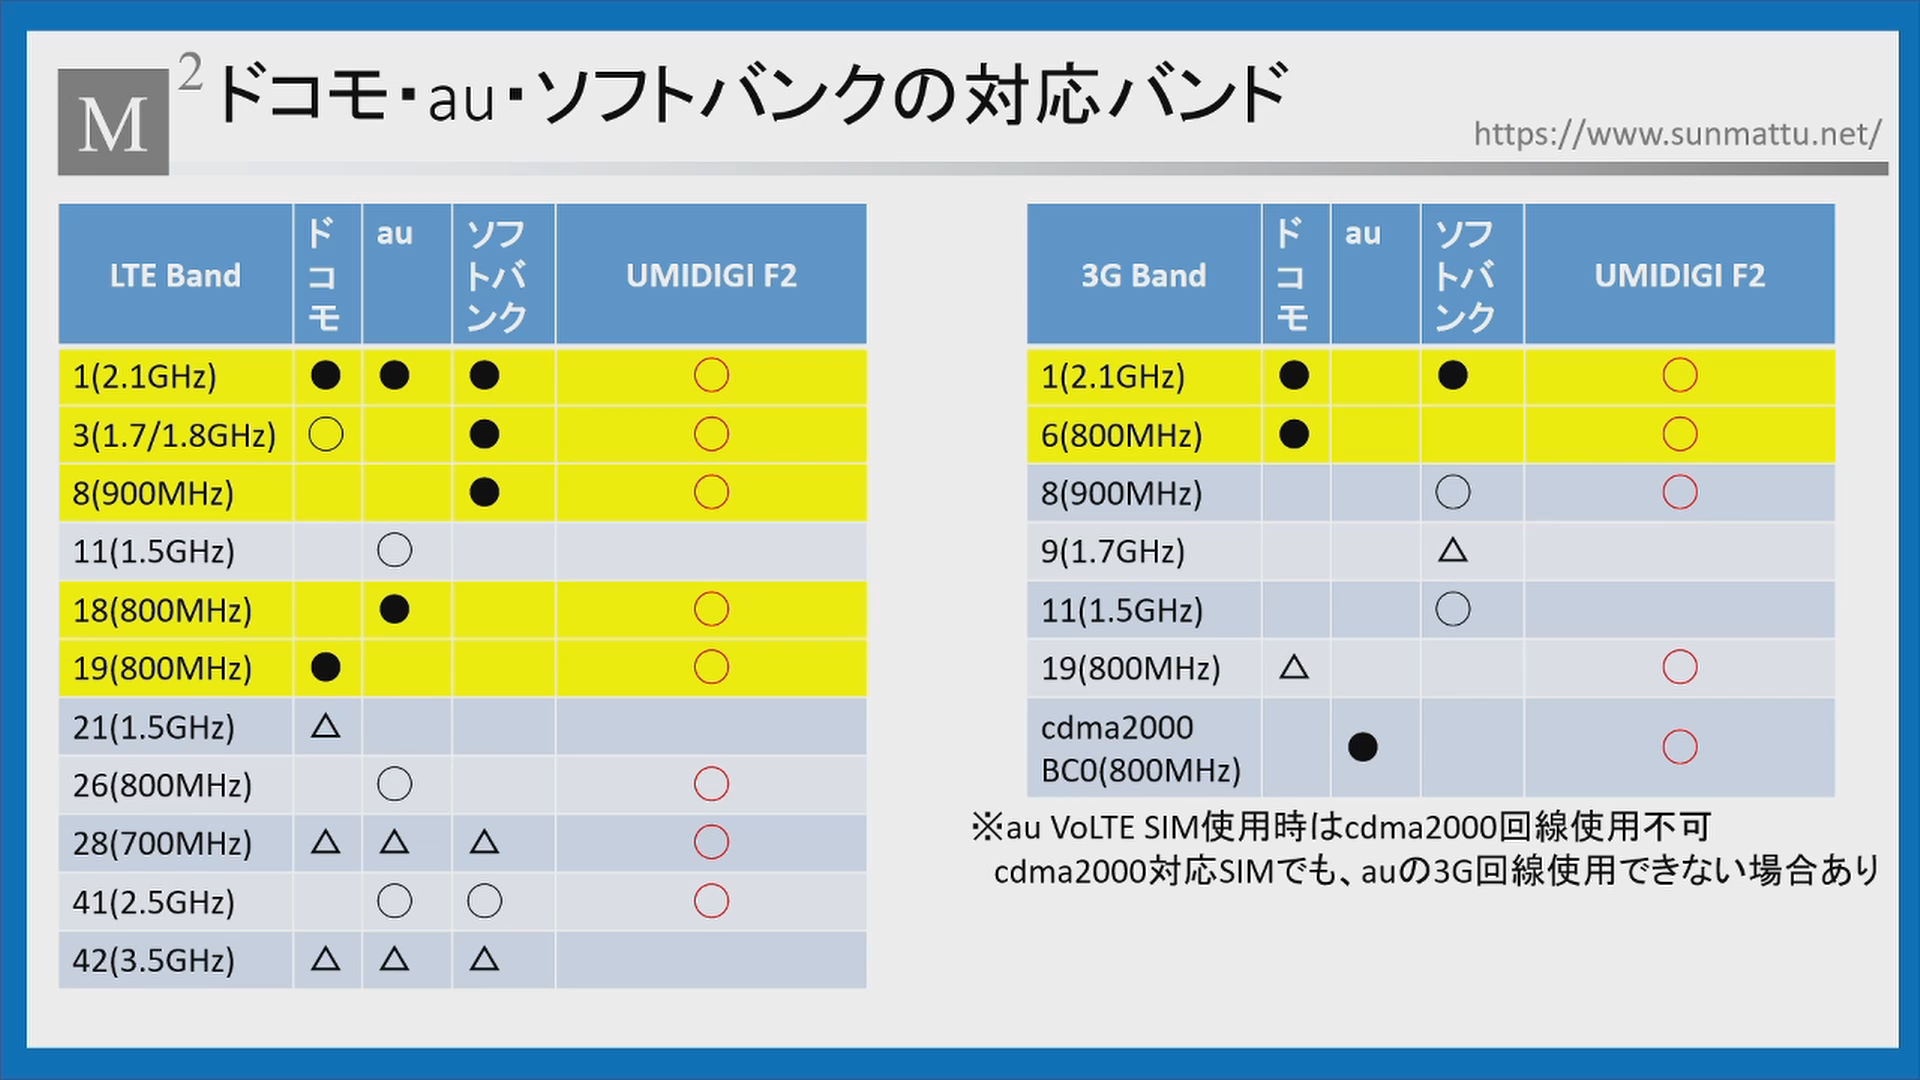 M²
ドコモ・au・ソフトバンクの対応バンド
https://www.sunmattu.net/
LTE Band ドコモ au ソフトバンク UMIDIGI F2
1(2.1GHz) ● ● ● ○
3(1.7/1.8GHz) ○ ● ○
8(900MHz) ● ○
11(1.5GHz) ○
18(800MHz) ● ○
19(800MHz) ● ○
21(1.5GHz) △
26(800MHz) ○ ○
28(700MHz) △ △ △ ○
41(2.5GHz) ○ ○ ○
42(3.5GHz) △ △ △
3G Band ドコモ au ソフトバンク UMIDIGI F2
1(2.1GHz) ● ● ○
6(800MHz) ● ○
8(900MHz) ○ ○
9(1.7GHz) △
11(1.5GHz) ○
19(800MHz) △ ○
cdma2000
BC0(800MHz) ● ○
※au VoLTE SIM使用時はcdma2000回線使用不可
cdma2000対応SIMでも、auの3G回線使用できない場合あり